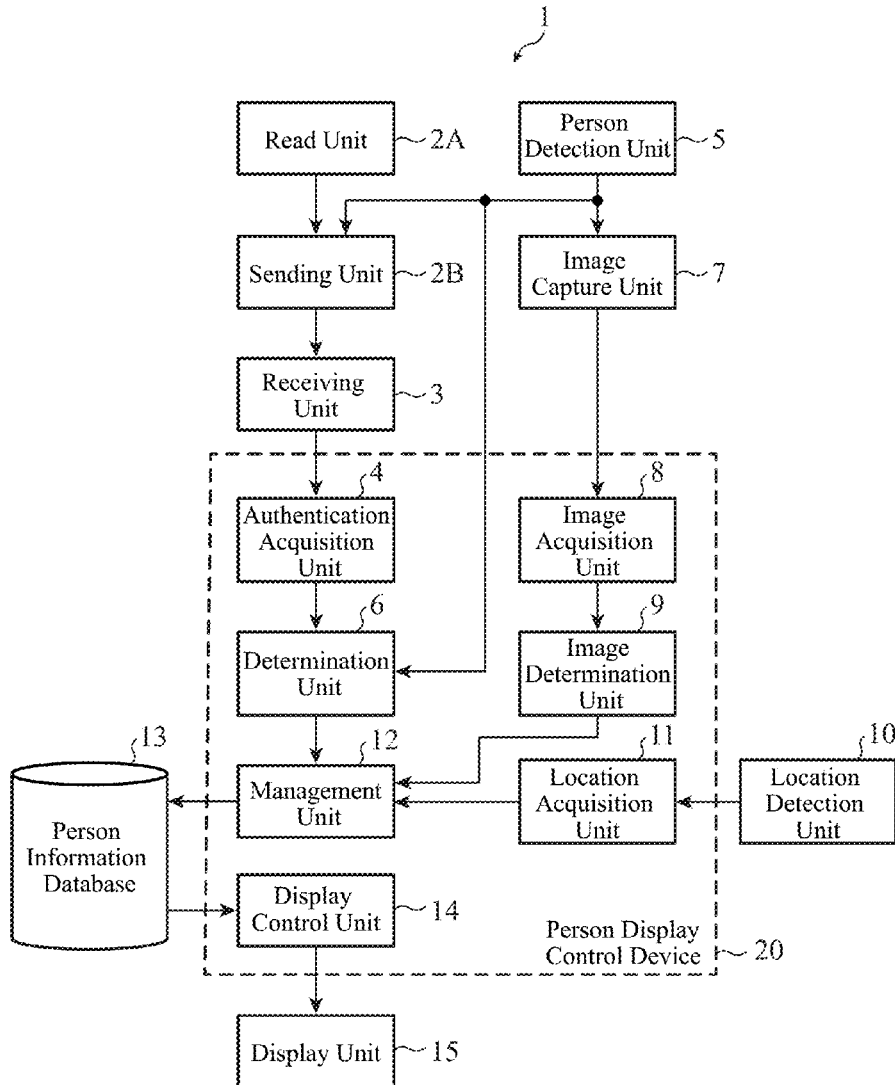 1
Read Unit
2A
Person
Detection Unit
5
Sending Unit
2B
Image
Capture Unit
7
Receiving
Unit
3
4
Authentication
Acquisition
Unit
8
Image
Acquisition
Unit
6
Determination
Unit
9
Image
Determination
Unit
13
Person
Information
Database
12
Management
Unit
11
Location
Acquisition
Unit
10
Location
Detection
Unit
Display
Control Unit
14
Person Display
Control Device
20
Display Unit
15